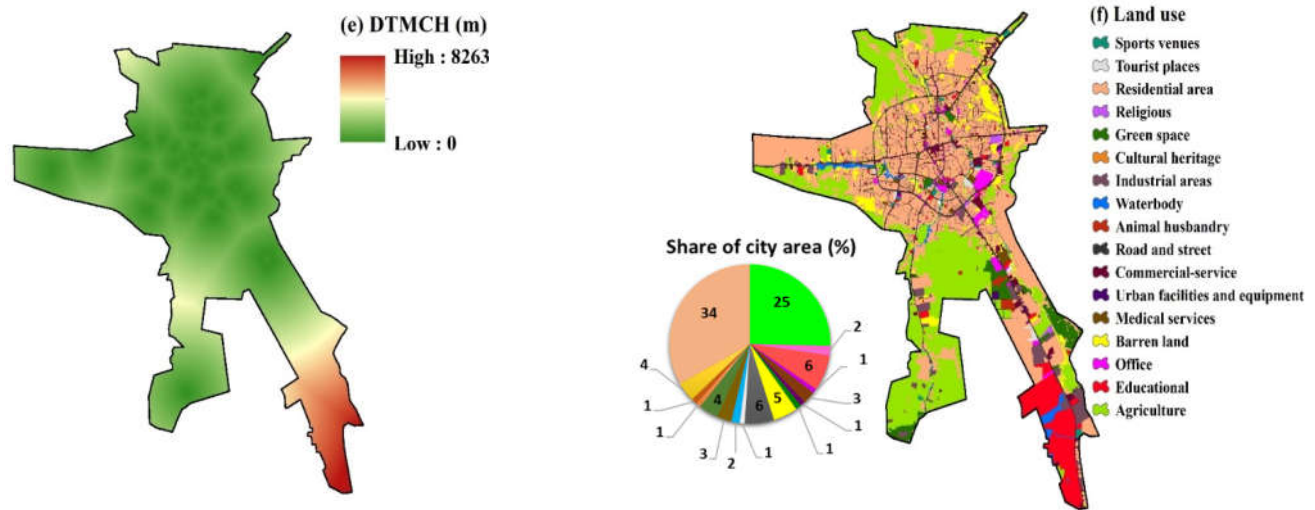 (e) DTMCH (m)
High : 8263
Low : 0
(f) Land use
Sports venues
Tourist places
Residential area
Religious
Green space
Cultural heritage
Industrial areas
Waterbody
Animal husbandry
Road and street
Commercial-service
Urban facilities and equipment
Medical services
Barren land
Office
Educational
Agriculture
Share of city area (%)
25
2
6
1
3
1
1
5
6
1
2
3
4
1
1
4
34